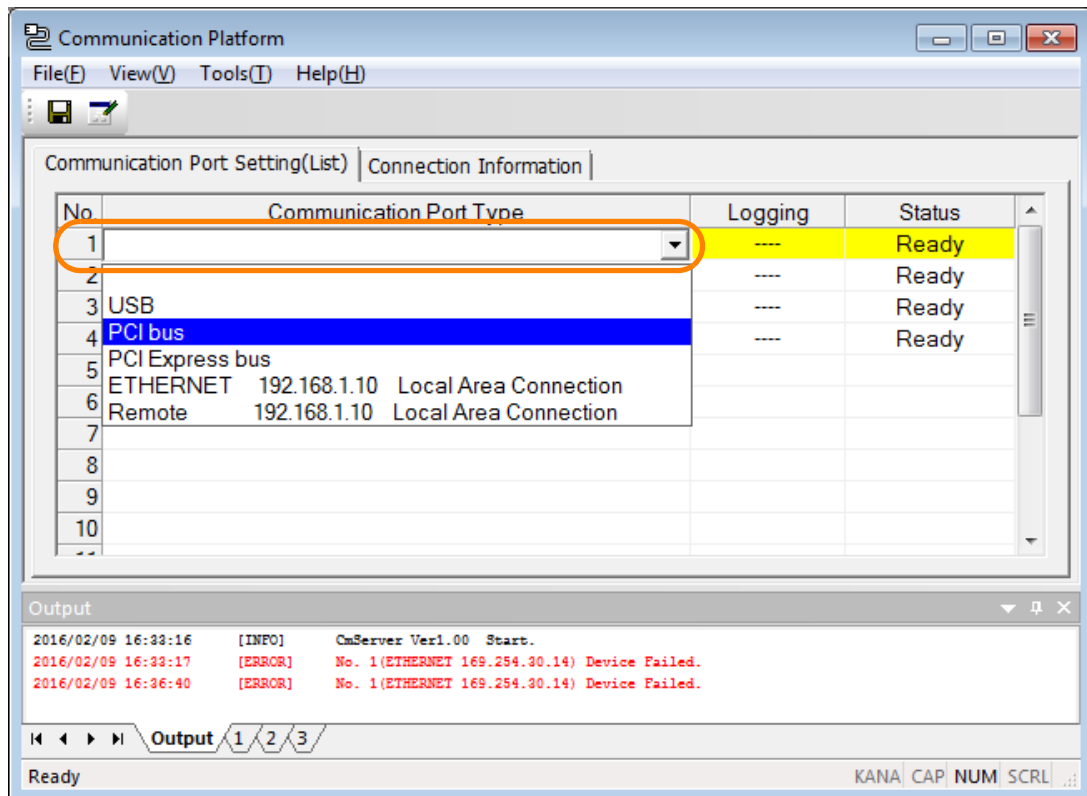 Communication Platform
File(F) View(V) Tools(T) Help(H)
Communication Port Setting(List) Connection Information
No. Communication Port Type Logging Status
1 ---- Ready
2 ---- Ready
3 USB ---- Ready
4 PCI bus ---- Ready
PCI Express bus
5
ETHERNET 192.168.1.10 Local Area Connection
6
Remote 192.168.1.10 Local Area Connection
7
8
9
10
Output
2016/02/09 16:33:16 [INFO] CmServer Ver1.00 Start.
2016/02/09 16:33:17 [ERROR] No. 1(ETHERNET 169.254.30.14) Device Failed.
2016/02/09 16:36:40 [ERROR] No. 1(ETHERNET 169.254.30.14) Device Failed.
Output 1 2 3
Ready KANA CAP NUM SCRL